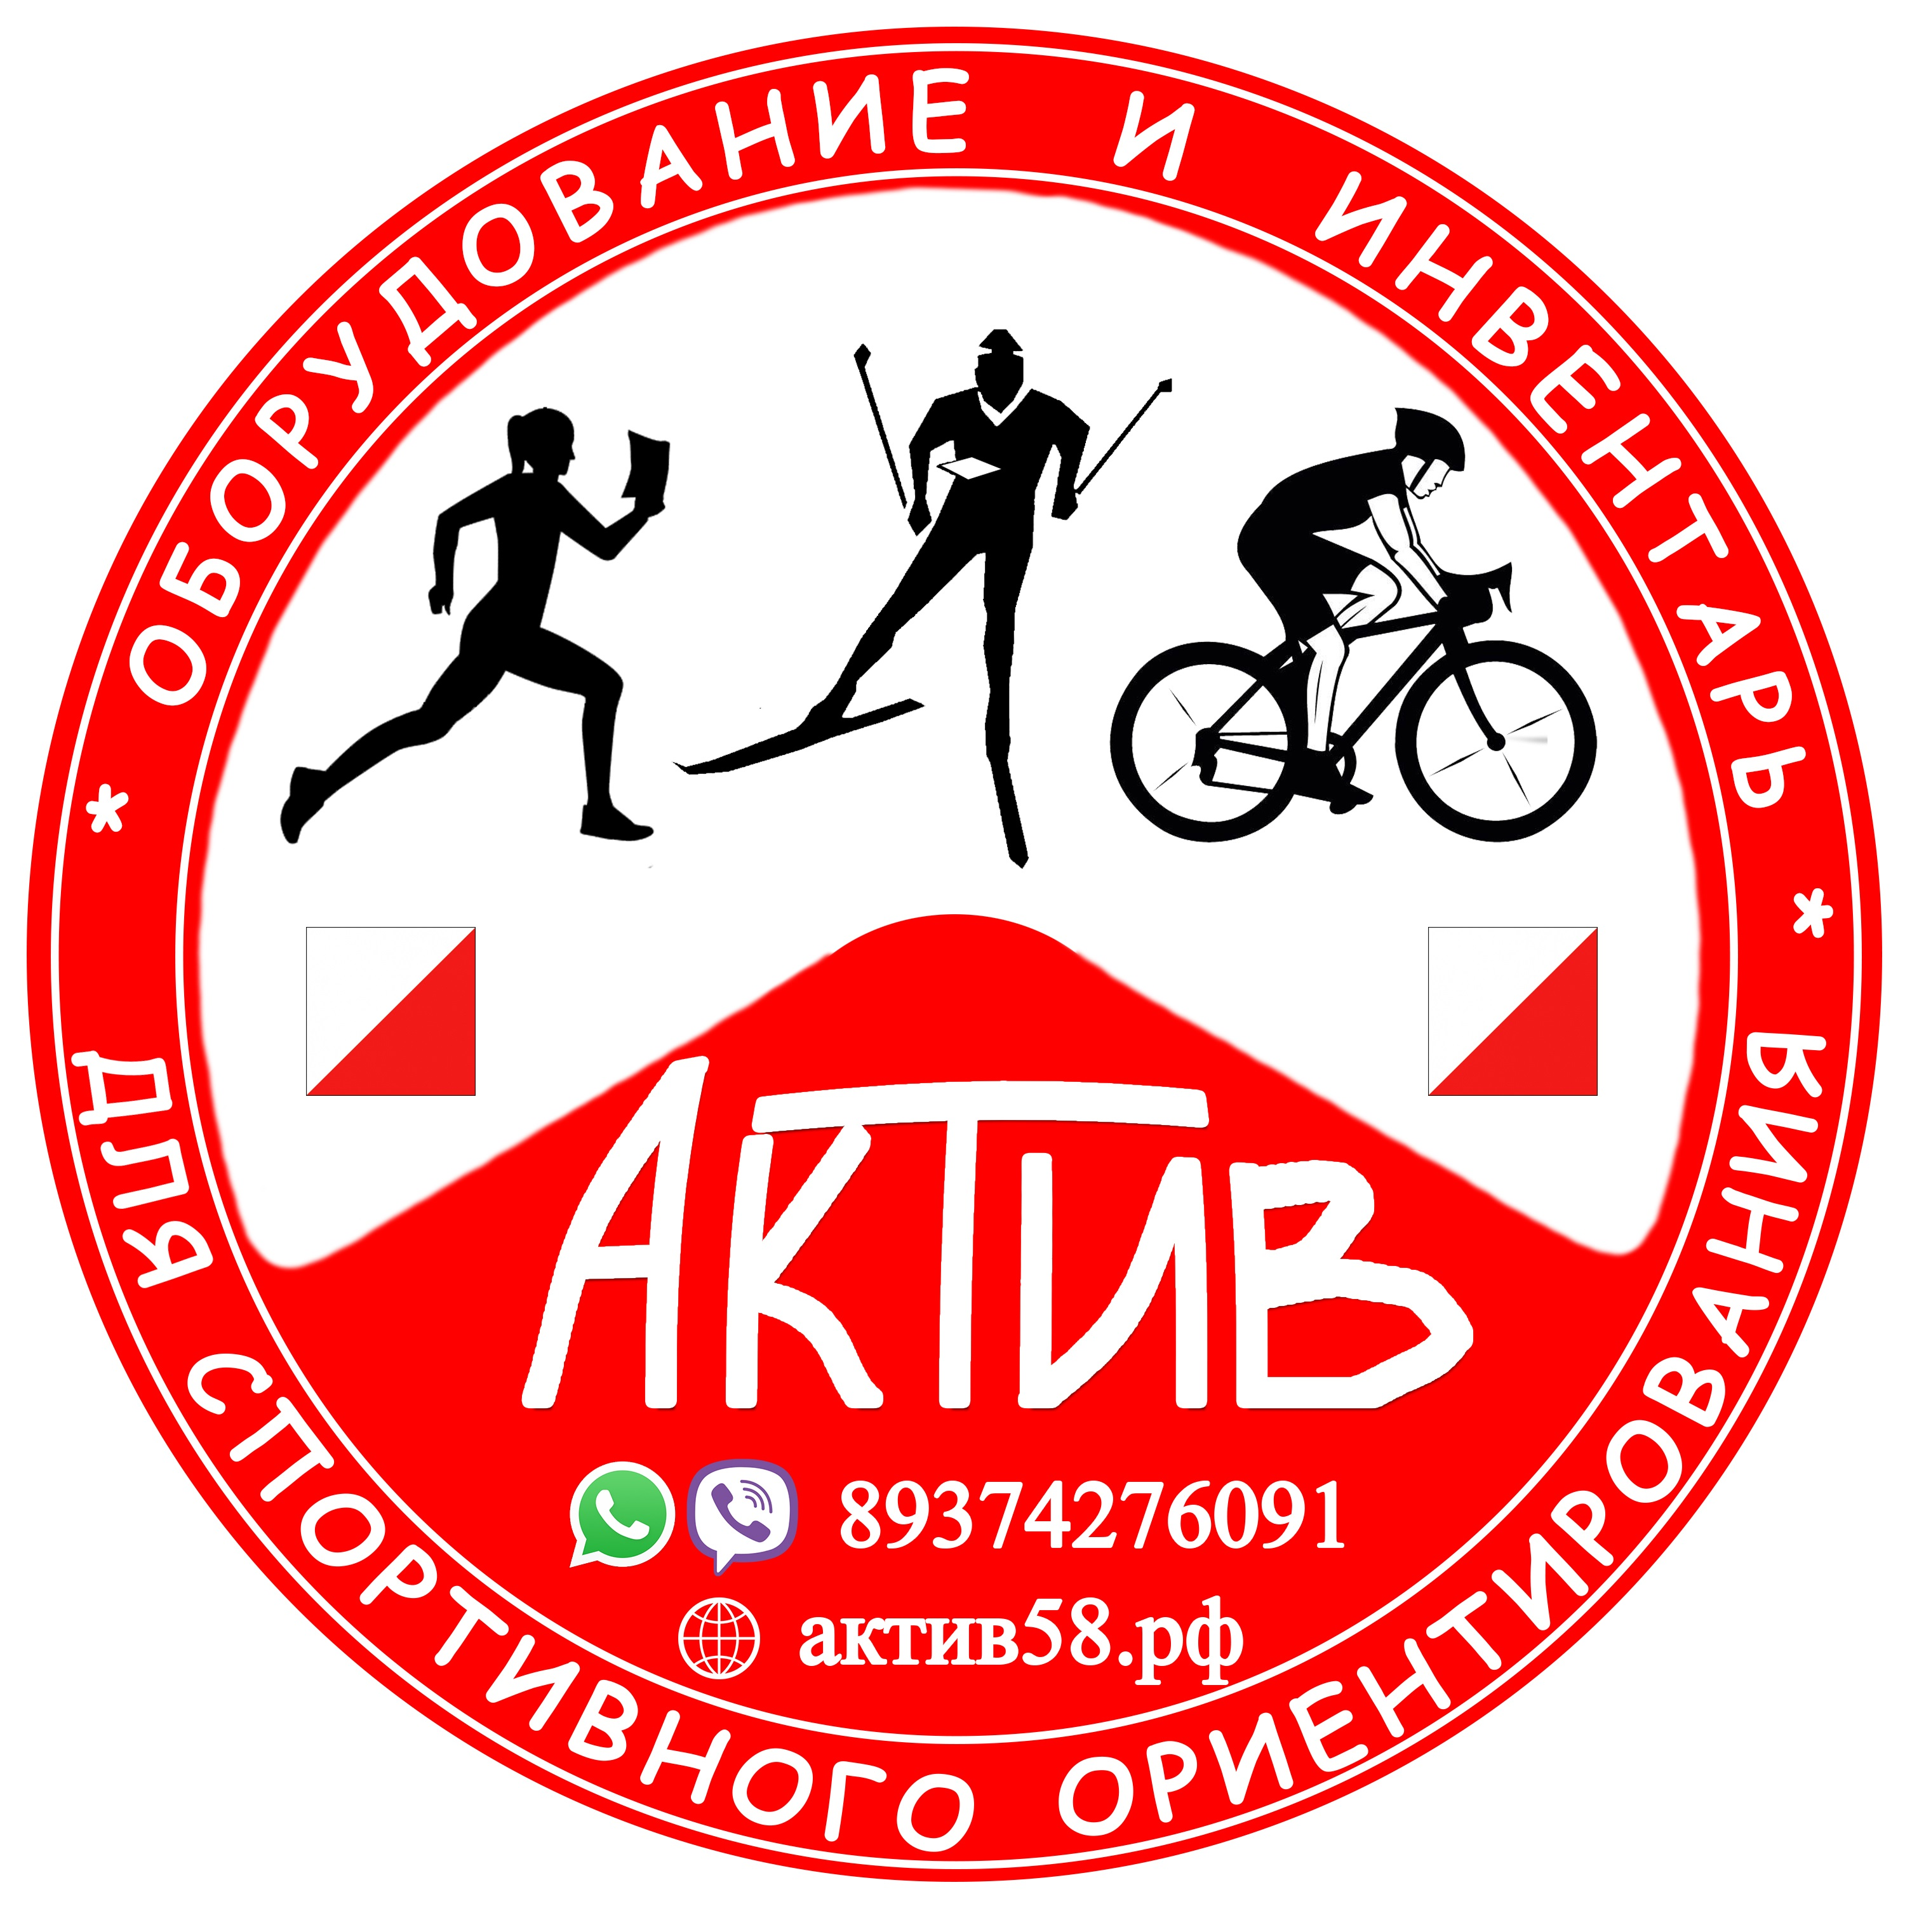 * ОБОРУДОВАНИЕ И ИНВЕНТАРЬ *
АКТИВ
89374276091
актив58.рф
ДЛЯ СПОРТИВНОГО ОРИЕНТИРОВАНИЯ